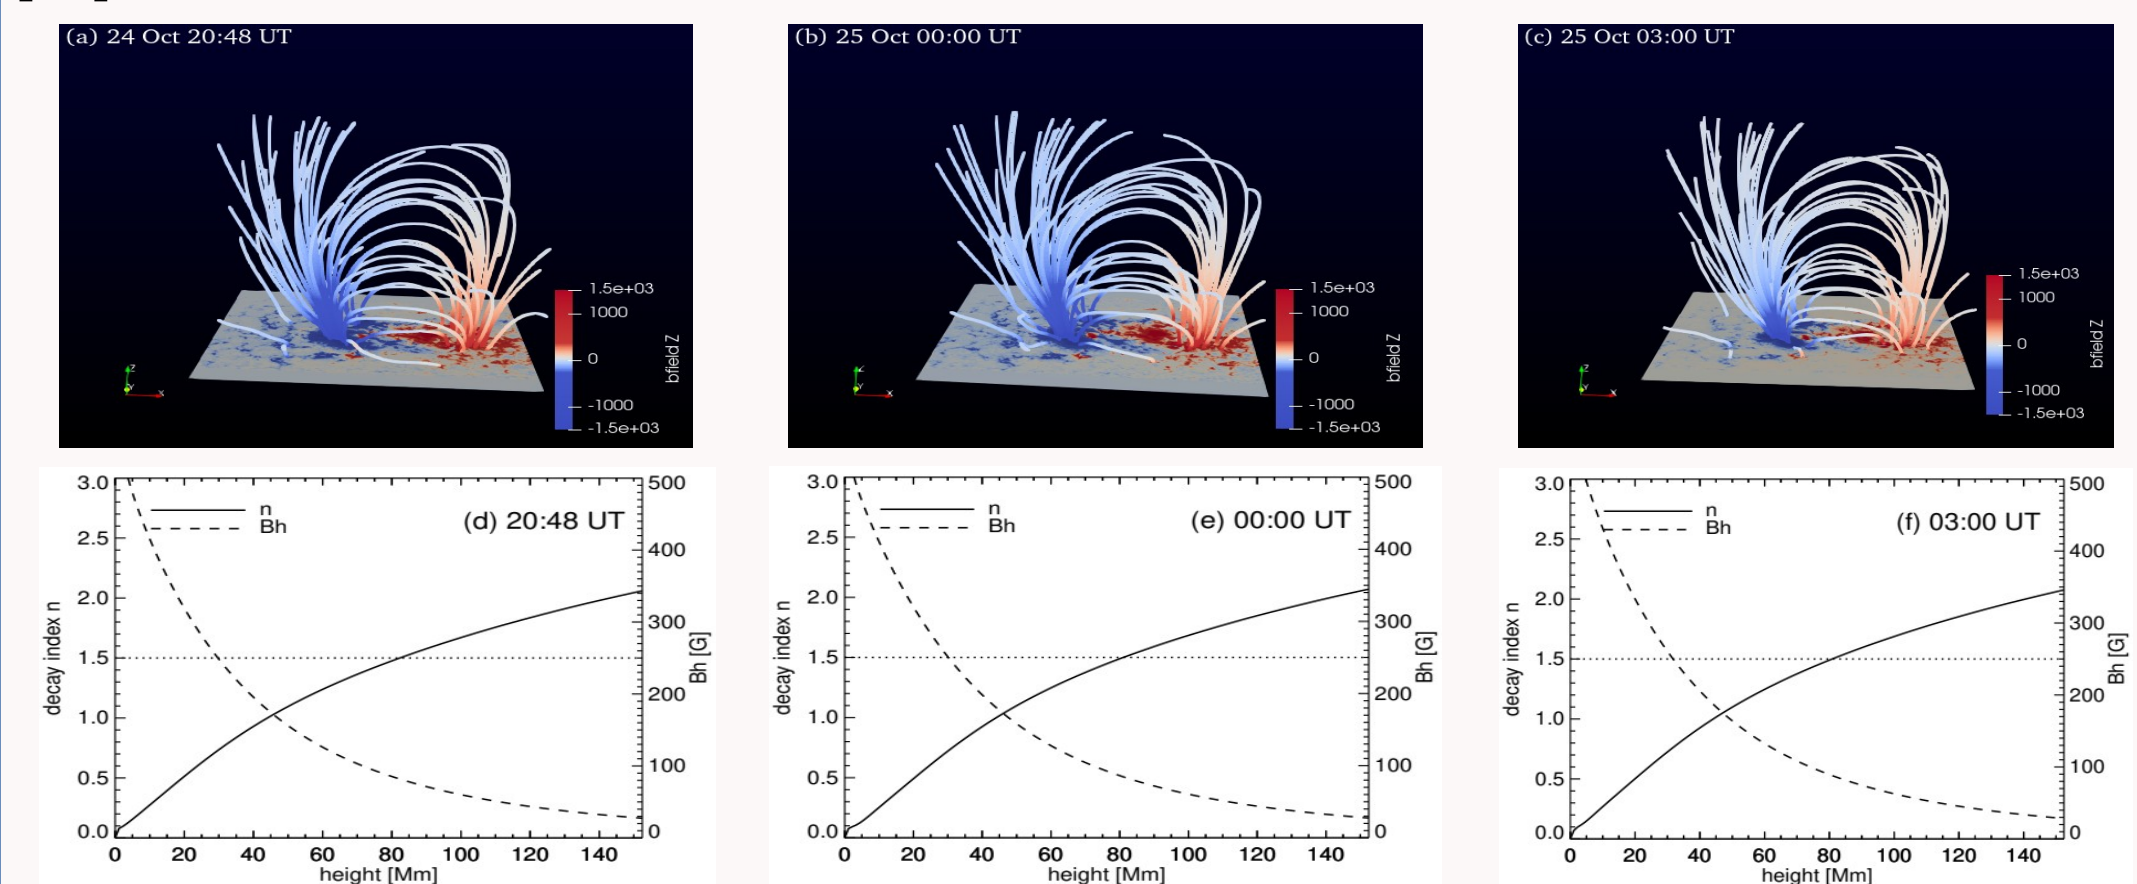 (a) 24 Oct 20:48 UT
1.5e+03
1000
0
-1000
-1.5e+03
bfield Z
Z
Y
X
(b) 25 Oct 00:00 UT
1.5e+03
1000
0
-1000
-1.5e+03
bfield Z
Z
Y
X
(c) 25 Oct 03:00 UT
1.5e+03
1000
0
-1000
-1.5e+03
bfield Z
Z
Y
X
(d) 20:48 UT
n
Bh
3.0
2.5
2.0
1.5
1.0
0.5
0.0
decay index n
500
400
300
200
100
0
Bh [G]
0 20 40 60 80 100 120 140
height [Mm]
(e) 00:00 UT
n
Bh
3.0
2.5
2.0
1.5
1.0
0.5
0.0
decay index n
500
400
300
200
100
0
Bh [G]
0 20 40 60 80 100 120 140
height [Mm]
(f) 03:00 UT
n
Bh
3.0
2.5
2.0
1.5
1.0
0.5
0.0
decay index n
500
400
300
200
100
0
Bh [G]
0 20 40 60 80 100 120 140
height [Mm]